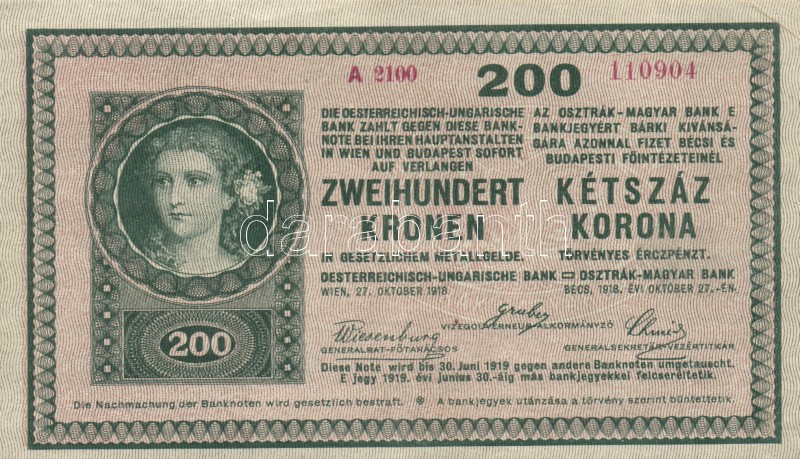 A 2100 200 110904
DIE OESTERREICHISCH-UNGARISCHE
BANK ZAHLT GEGEN DIESE BANK-
NOTE BEI IHREN HAUPTANSTALTEN
IN WIEN UND BUDAPEST SOFORT
AUF VERLANGEN
ZWEIHUNDERT
KRONEN
IN GESETZLICHEM METALLGELDE.
AZ OSZTRÁK-MAGYAR BANK E
BANKJEGYÉRT BÁRKI KIVÁNSÁ-
GÁRA AZONNAL FIZET BÉCSI ÉS
BUDAPESTI FŐINTÉZETEINÉL
KÉTSZÁZ
KORONA
TÖRVÉNYES ÉRCZPÉNZT.
darabanth
OESTERREICHISCH-UNGARISCHE BANK = OSZTRÁK-MAGYAR BANK
WIEN, 27. OKTOBER 1918 BÉCS, 1918. ÉVI OKTÓBER 27.-ÉN.
Gruber
VIZEGOUVERNEUR-ALKORMÁNYZÓ
Wiesenburg
GENERALRAT-FŐTANÁCSOS
Schmid
GENERALSEKRETÄR-VEZÉRTITKÁR
200
Diese Note wird bis 30. Juni 1919 gegen andere Banknoten umgetauscht.
E jegy 1919. évi junius 30.-áig más bankjegyekkel felcseréltetik.
Die Nachmachung der Banknoten wird gesetzlich bestraft. * A bankjegyek utánzása a törvény szerint büntettetik.